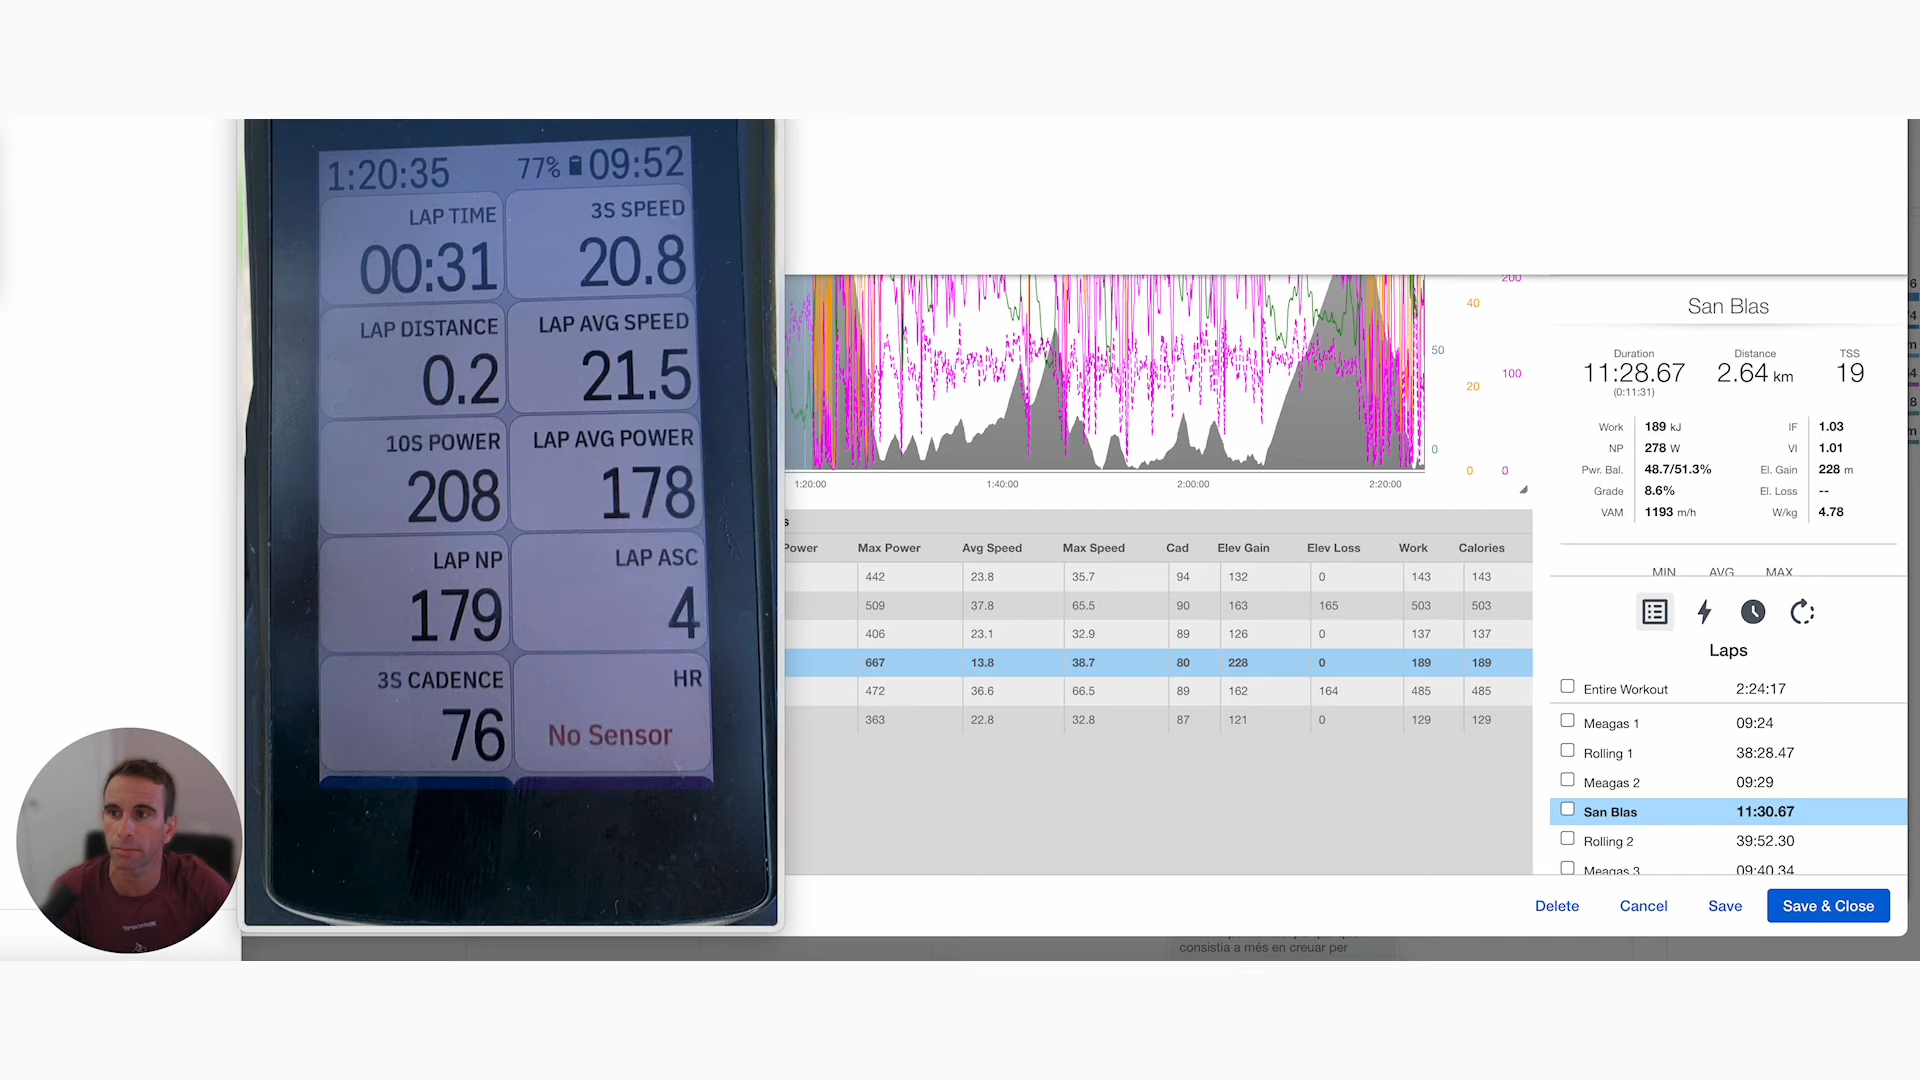 1:20:35 77% 09:52
LAP TIME 3S SPEED
00:31 20.8
LAP DISTANCE LAP AVG SPEED
0.2 21.5
10S POWER LAP AVG POWER
208 178
LAP NP LAP ASC
179 4
3S CADENCE HR
76 No Sensor
200
40
50
100
20
0
0 0
1:20:00 1:40:00 2:00:00 2:20:00
s
Power Max Power Avg Speed Max Speed Cad Elev Gain Elev Loss Work Calories
442 23.8 35.7 94 132 0 143 143
509 37.8 65.5 90 163 165 503 503
406 23.1 32.9 89 126 0 137 137
667 13.8 38.7 80 228 0 189 189
472 36.6 66.5 89 162 164 485 485
363 22.8 32.8 87 121 0 129 129
San Blas
Duration Distance TSS
11:28.67 2.64 km 19
(0:11:31)
Work 189 kJ IF 1.03
NP 278 W VI 1.01
Pwr. Bal. 48.7/51.3% El. Gain 228 m
Grade 8.6% El. Loss --
VAM 1193 m/h W/kg 4.78
MIN AVG MAX
Laps
Entire Workout 2:24:17
Meagas 1 09:24
Rolling 1 38:28.47
Meagas 2 09:29
San Blas 11:30.67
Rolling 2 39:52.30
Meagas 3 09:40.34
Delete Cancel Save Save & Close
consistia a més en creuar per